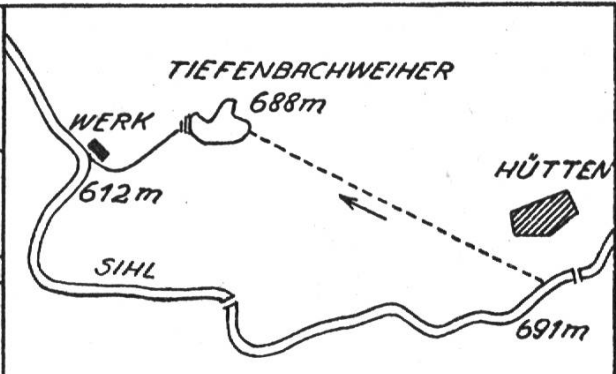 TIEFENBACHWEIHER
688m
WERK
HÜTTEN
612m
SIHL
691m